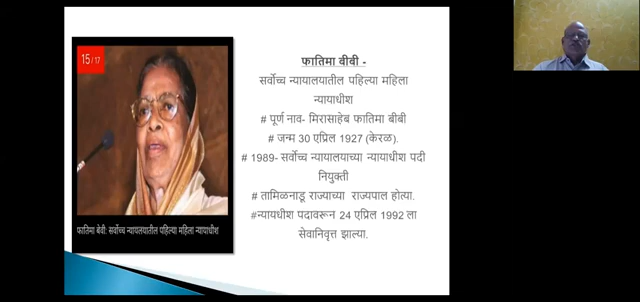 15/17
फातिमा बेवी: सर्वोच्च न्यायलयातील पहिल्या महिला न्यायाधीश
फातिमा बीबी -
सर्वोच्च न्यायालयातील पहिल्या महिला
न्यायाधीश
# पूर्ण नाव- मिरासाहेब फातिमा बीबी
# जन्म 30 एप्रिल 1927 (केरळ).
# 1989- सर्वोच्च न्यायालयाच्या न्यायाधीश पदी
नियुक्ती
# तामिळनाडू राज्याच्या राज्यपाल होत्या.
#न्यायधीश पदावरून 24 एप्रिल 1992 ला
सेवानिवृत्त झाल्या.